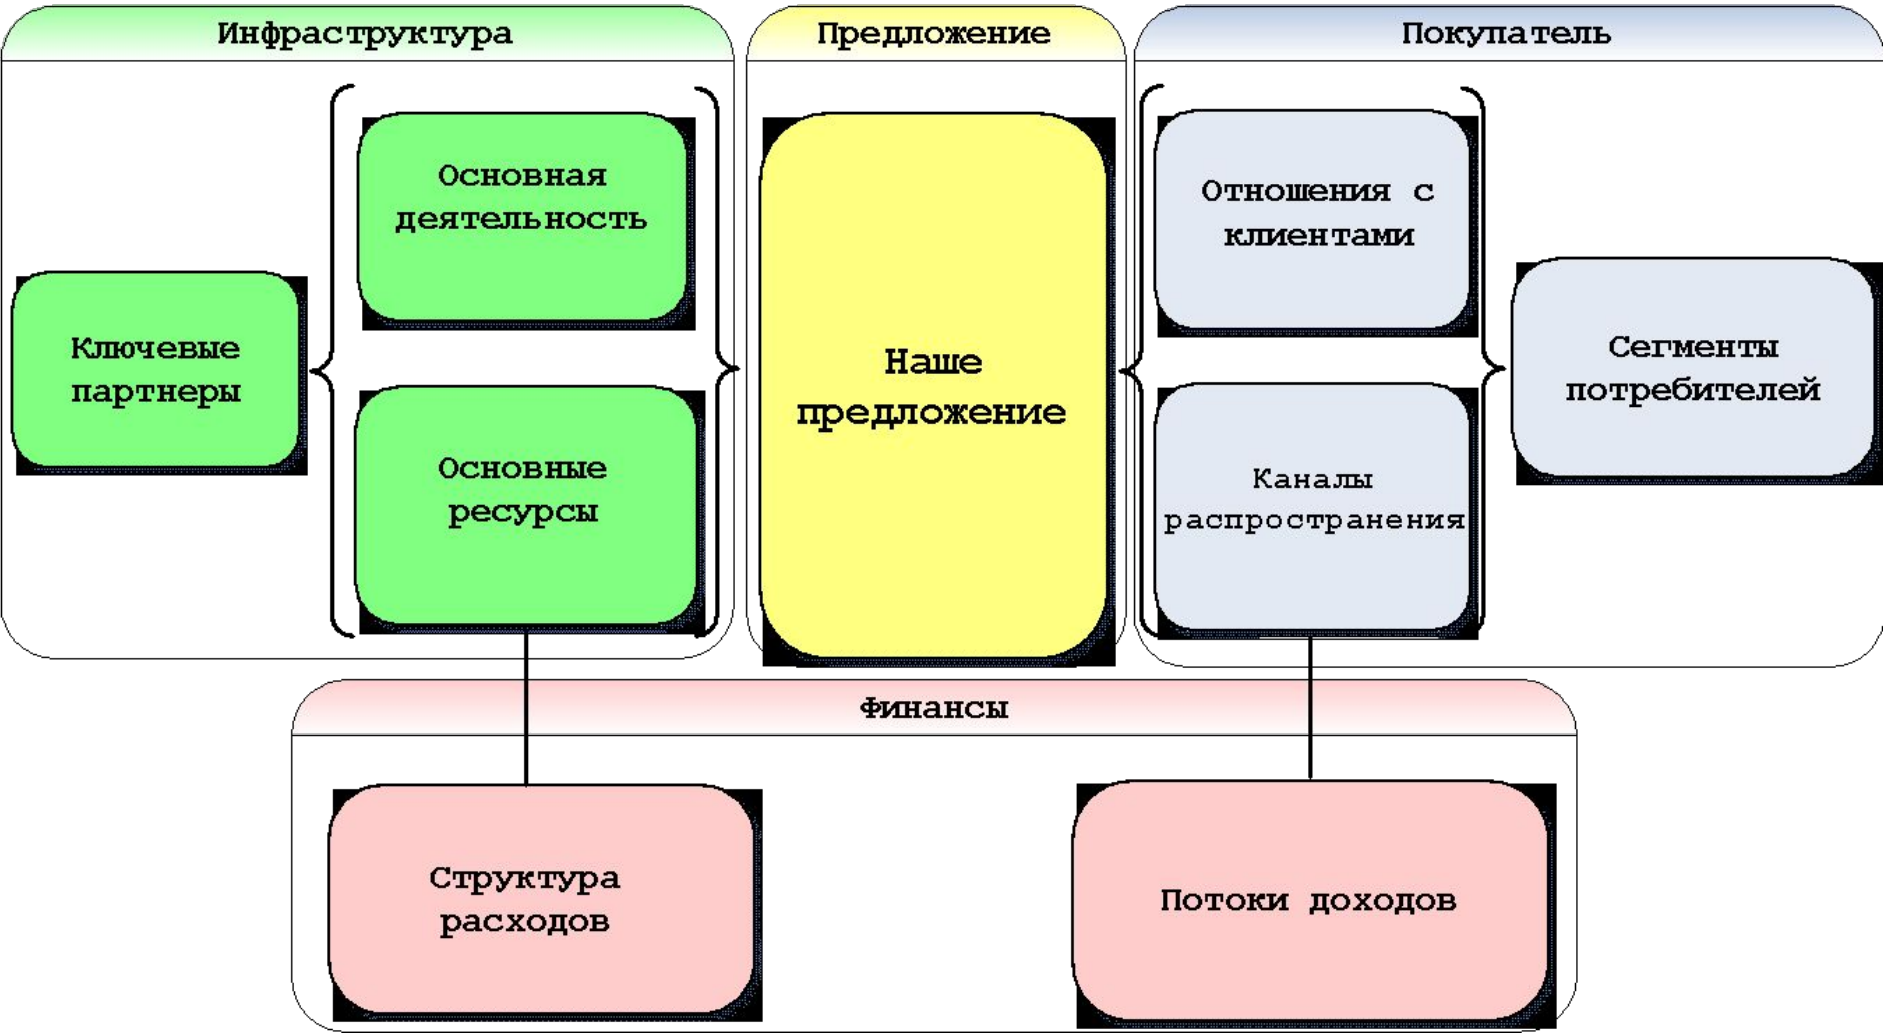 Инфраструктура
Предложение
Покупатель
Ключевые
партнеры
Основная
деятельность
Основные
ресурсы
Наше
предложение
Отношения с
клиентами
Каналы
распространения
Сегменты
потребителей
Финансы
Структура
расходов
Потоки доходов